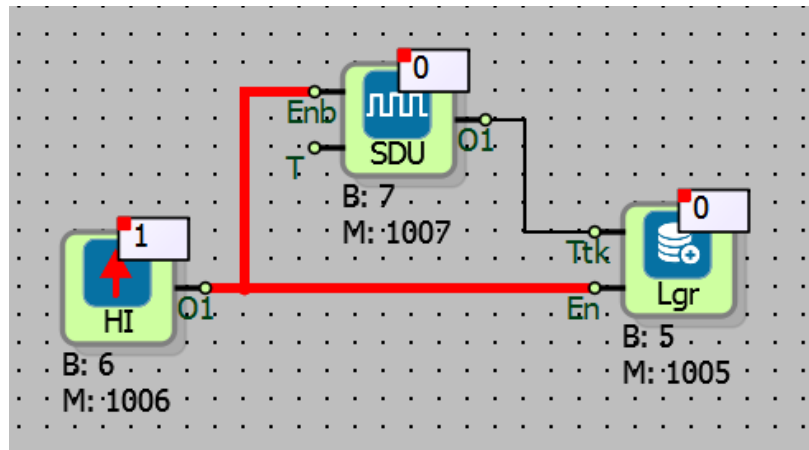 0
Enb
O1
T
SDU
B: 7
M: 1007
0
Ttk
En
Lgr
B: 5
M: 1005
1
O1
HI
B: 6
M: 1006